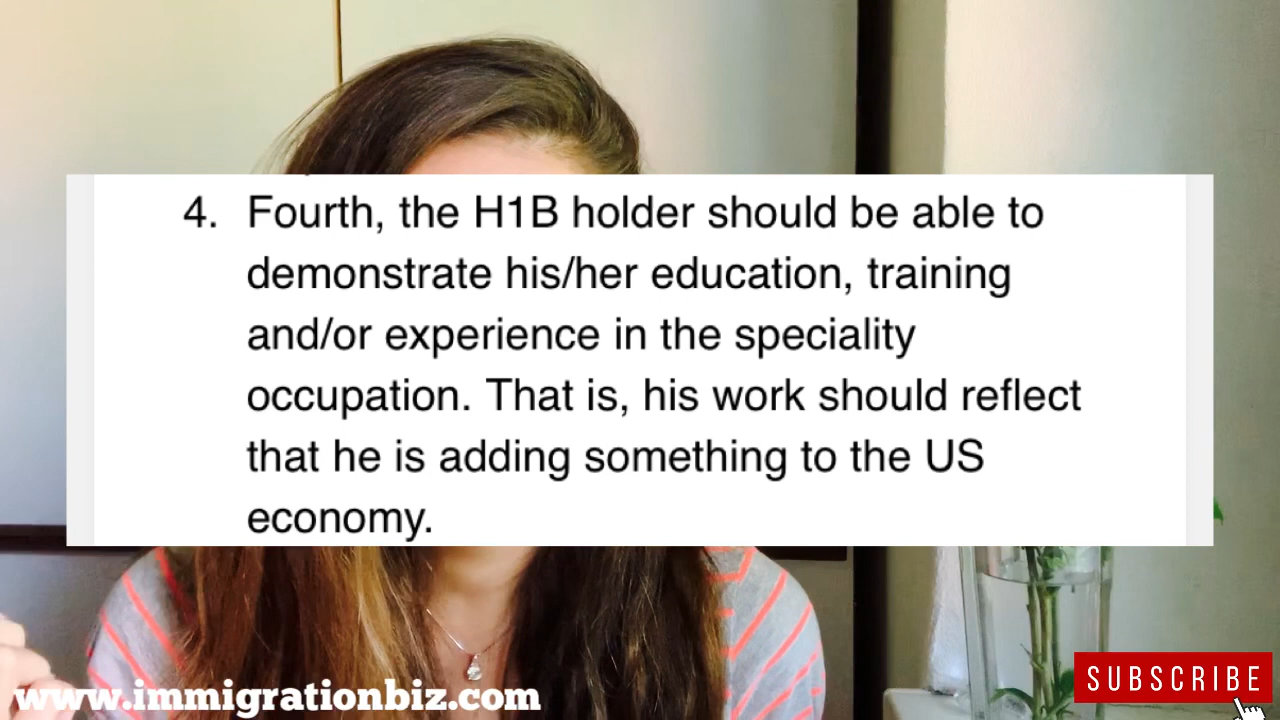 4. Fourth, the H1B holder should be able to
demonstrate his/her education, training
and/or experience in the speciality
occupation. That is, his work should reflect
that he is adding something to the US
economy.
www.immigrationbiz.com
SUBSCRIBE